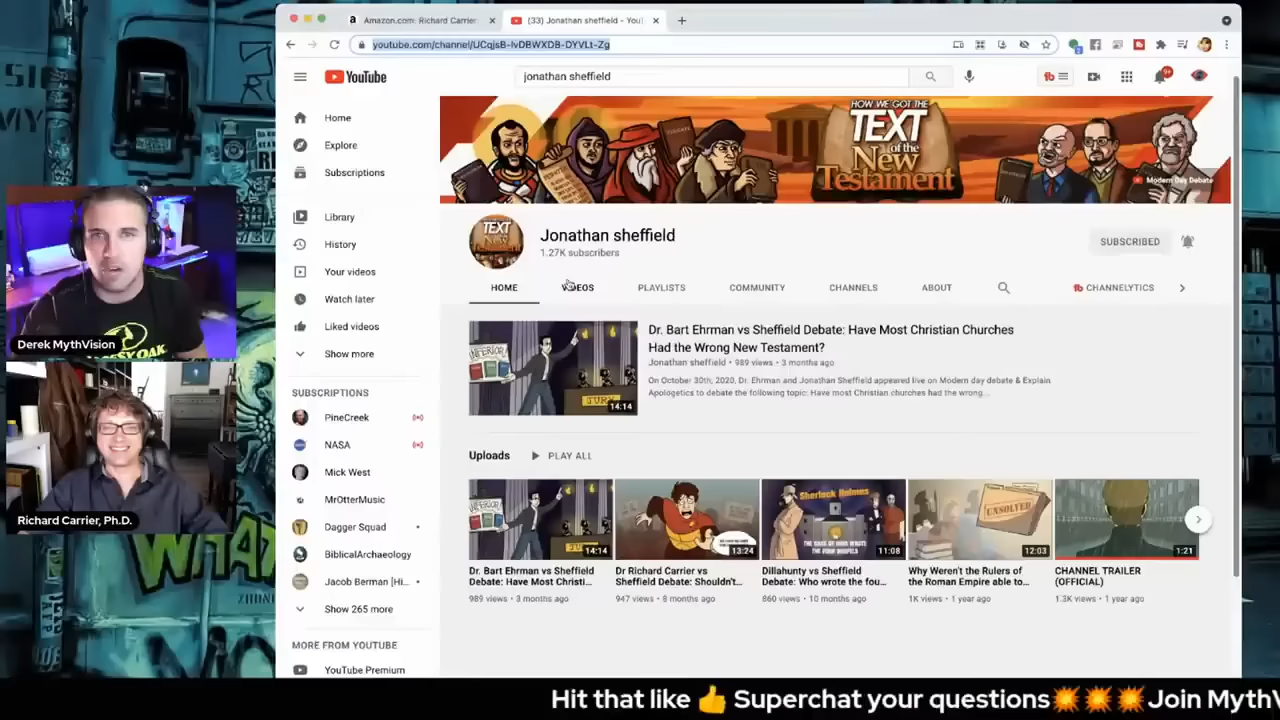 Amazon.com: Richard Carrier
(33) Jonathan sheffield - You
youtube.com/channel/UCqjsB-IvDBWXDB-DYVLt-Zg
YouTube
jonathan sheffield
9+
Home
Explore
Subscriptions
Library
History
Your videos
Watch later
Liked videos
Show more
SUBSCRIPTIONS
PineCreek
NASA
Mick West
MrOtterMusic
Dagger Squad
BiblicalArchaeology
Jacob Berman [Hi...
Show 265 more
MORE FROM YOUTUBE
YouTube Premium
HOW WE GOT THE
TEXT
of the
New
Testament
Modern Day Debate
Jonathan sheffield
1.27K subscribers
SUBSCRIBED
HOME
VIDEOS
PLAYLISTS
COMMUNITY
CHANNELS
ABOUT
CHANNELYTICS
INFERIOR
14:14
Dr. Bart Ehrman vs Sheffield Debate: Have Most Christian Churches
Had the Wrong New Testament?
Jonathan sheffield • 989 views • 3 months ago
On October 30th, 2020, Dr. Ehrman and Jonathan Sheffield appeared live on Modern day debate & Explain
Apologetics to debate the following topic: Have most Christian churches had the wrong...
Uploads
PLAY ALL
14:14
Dr. Bart Ehrman vs Sheffield
Debate: Have Most Christi...
989 views • 3 months ago
13:24
Dr Richard Carrier vs
Sheffield Debate: Shouldn't...
947 views • 8 months ago
Sherlock Holmes
11:08
Dillahunty vs Sheffield
Debate: Who wrote the fou...
860 views • 10 months ago
UNSOLVED
12:03
Why Weren't the Rulers of
the Roman Empire able to...
1K views • 1 year ago
1:21
CHANNEL TRAILER
(OFFICIAL)
1.3K views • 1 year ago
Derek MythVision
Richard Carrier, Ph.D.
Hit that like 👍 Superchat your questions💥💥💥Join MythV